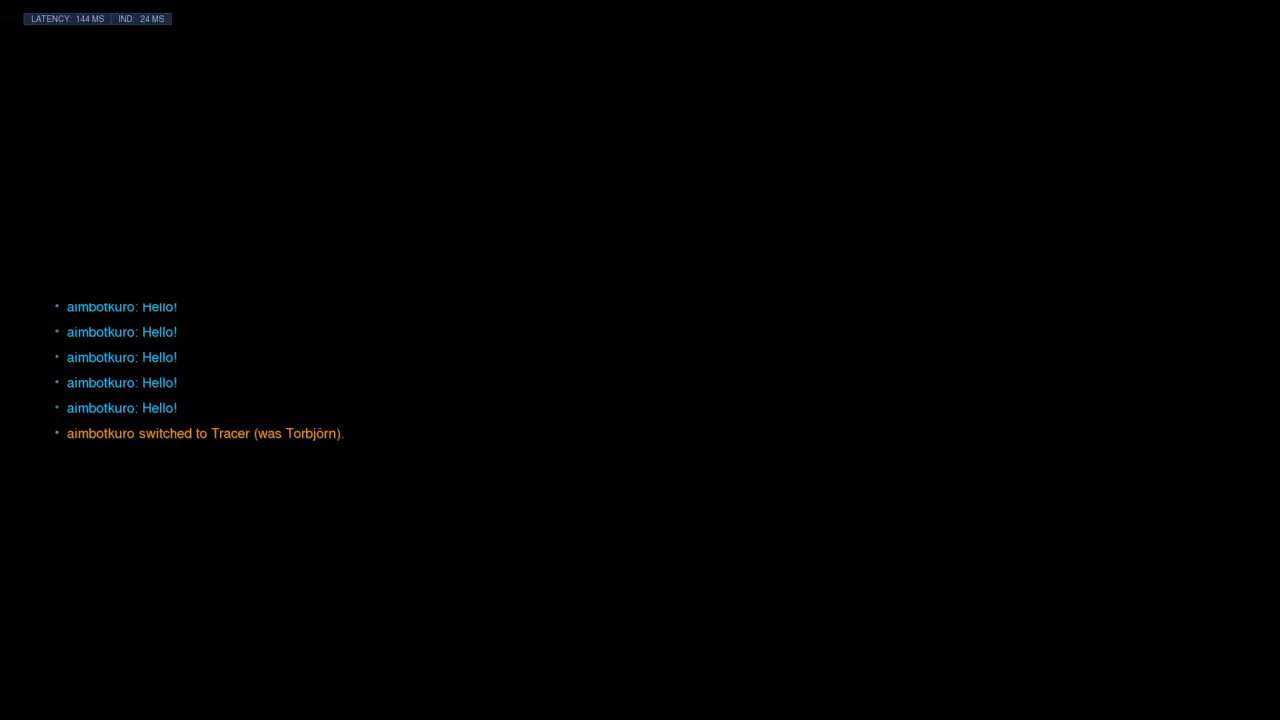 LATENCY: 144 MS | IND: 24 MS
aimbotkuro: Hello!
aimbotkuro: Hello!
aimbotkuro: Hello!
aimbotkuro: Hello!
aimbotkuro: Hello!
aimbotkuro switched to Tracer (was Torbjörn).